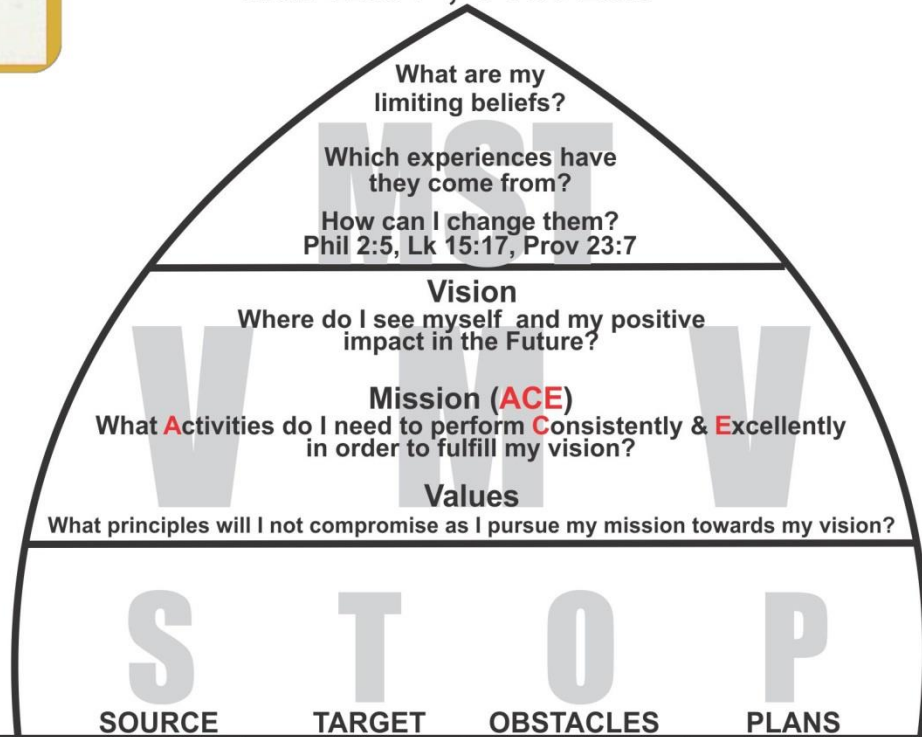 What are my
limiting beliefs?
MST
Which experiences have
they come from?
How can I change them?
Phil 2:5, Lk 15:17, Prov 23:7
Vision
Where do I see myself and my positive
impact in the Future?
V M V
Mission (ACE)
What Activities do I need to perform Consistently & Excellently
in order to fulfill my vision?
Values
What principles will I not compromise as I pursue my mission towards my vision?
S T O P
SOURCE TARGET OBSTACLES PLANS